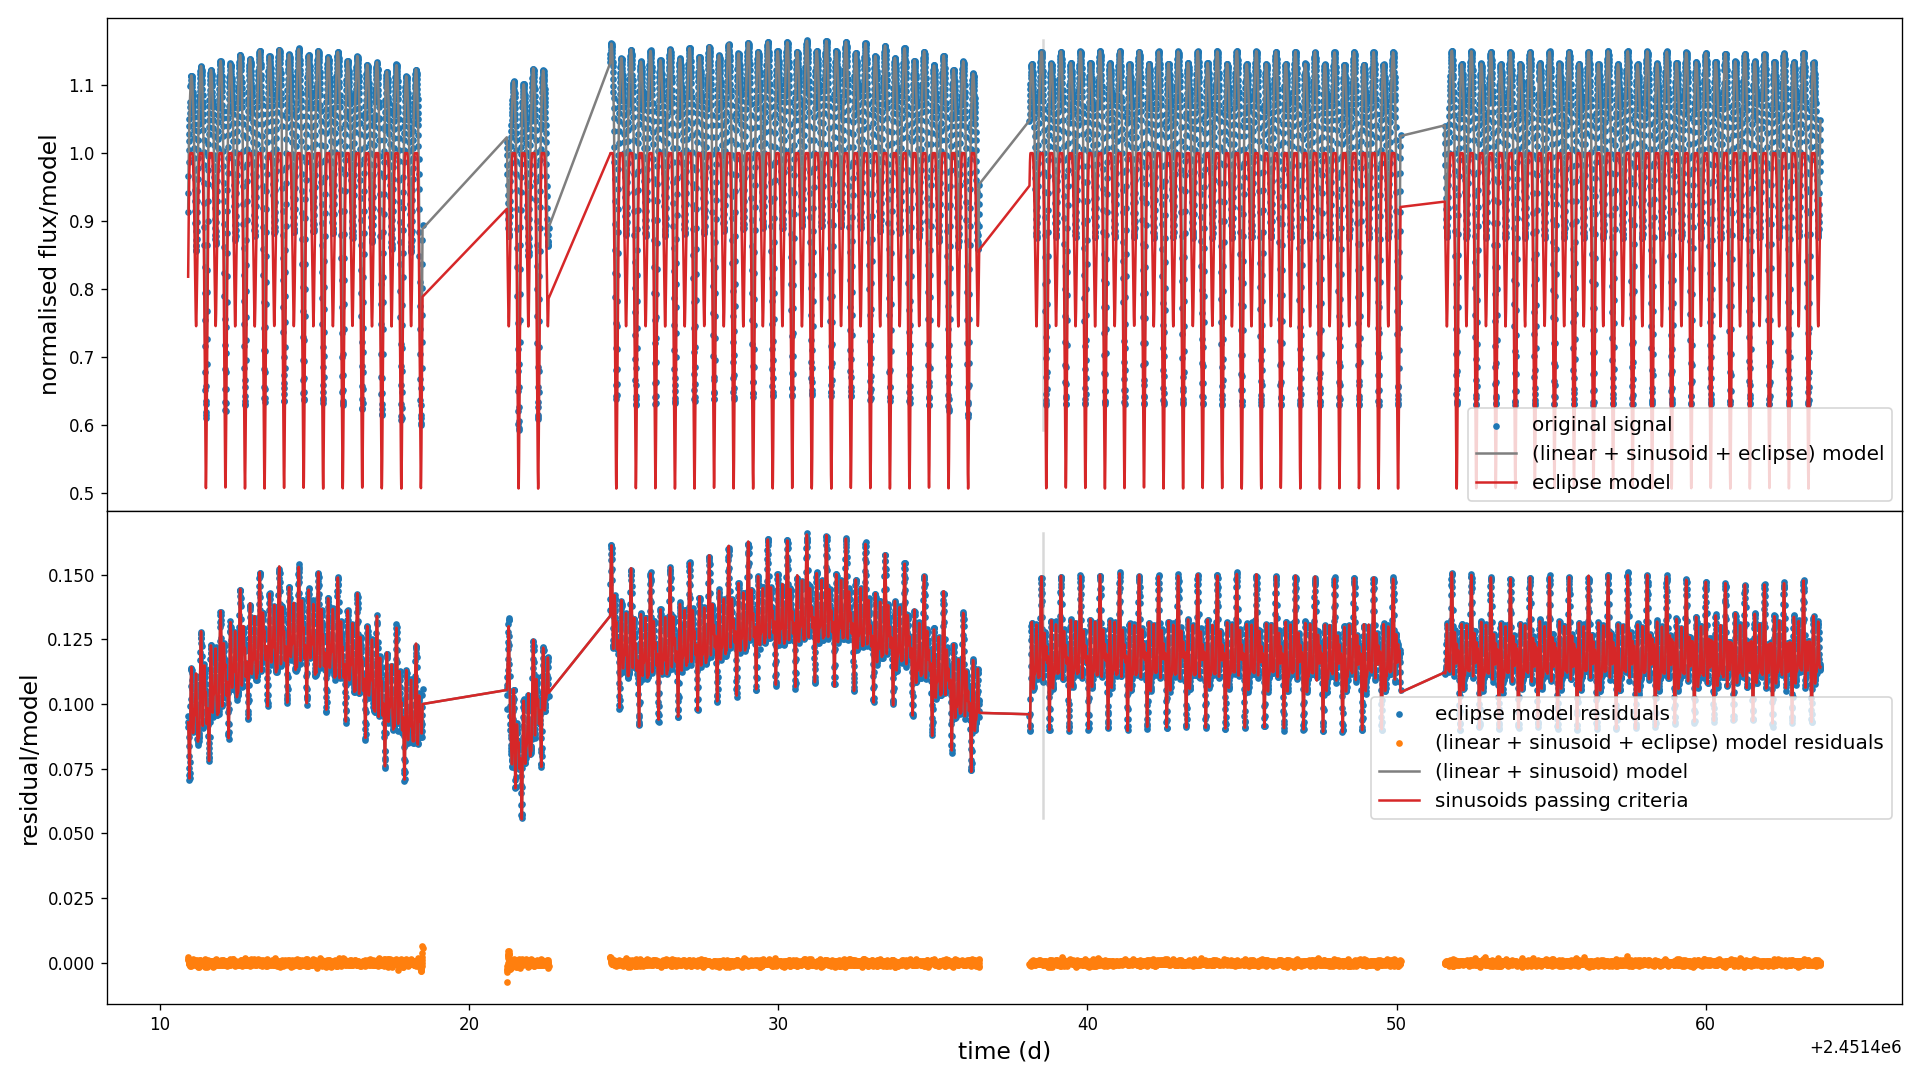 normalised flux/model
1.1
1.0
0.9
0.8
0.7
0.6
0.5
original signal
(linear + sinusoid + eclipse) model
eclipse model
residual/model
0.150
0.125
0.100
0.075
0.050
0.025
0.000
eclipse model residuals
(linear + sinusoid + eclipse) model residuals
(linear + sinusoid) model
sinusoids passing criteria
10 20 30 40 50 60
time (d)
+2.4514e6